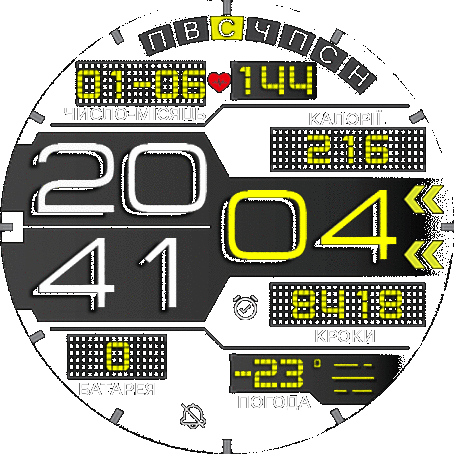 П В С Ч П С Н
01-06 144
ЧИСЛО-МІСЯЦЬ
КАЛОРІЇ
216
20
04
41
8418
КРОКИ
0
-23°
БАТАРЕЯ
ПОГОДА